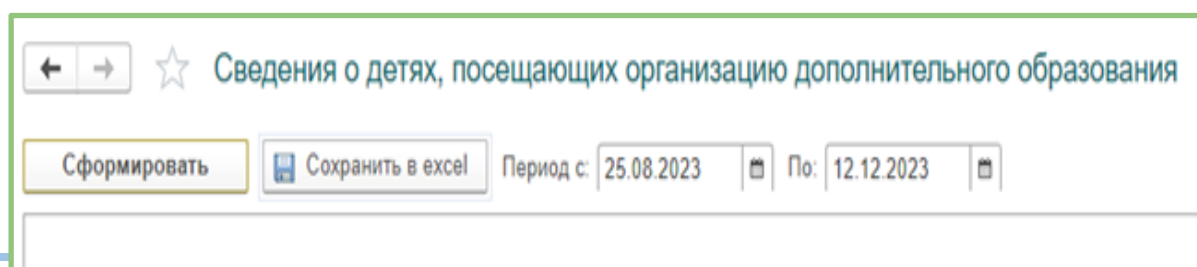 Сведения о детях, посещающих организацию дополнительного образования
Сформировать Сохранить в excel Период с: 25.08.2023 По: 12.12.2023